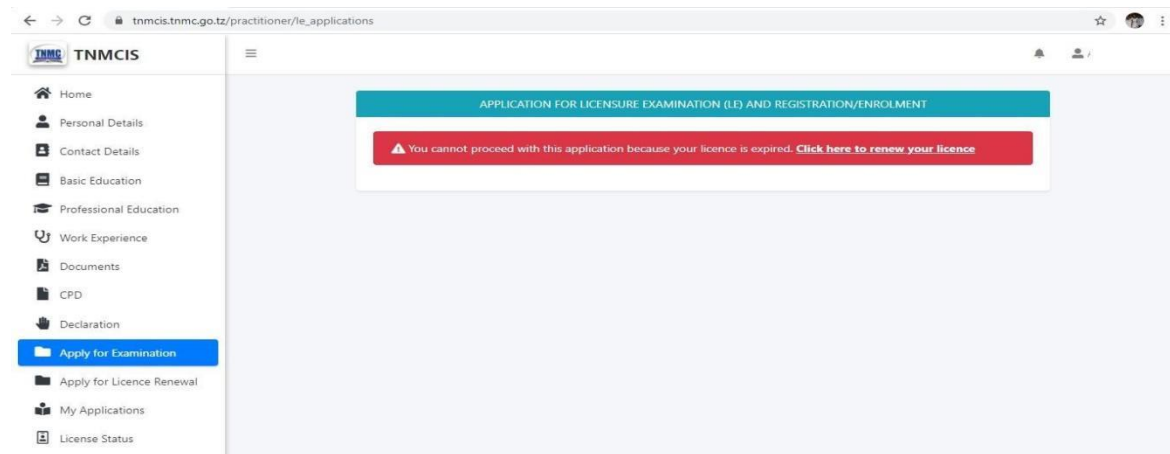 tnmcis.tnmc.go.tz/practitioner/le_applications
TNMC TNMCIS
Home
Personal Details
Contact Details
Basic Education
Professional Education
Work Experience
Documents
CPD
Declaration
Apply for Examination
Apply for Licence Renewal
My Applications
License Status
APPLICATION FOR LICENSURE EXAMINATION (LE) AND REGISTRATION/ENROLMENT
You cannot proceed with this application because your licence is expired. Click here to renew your licence